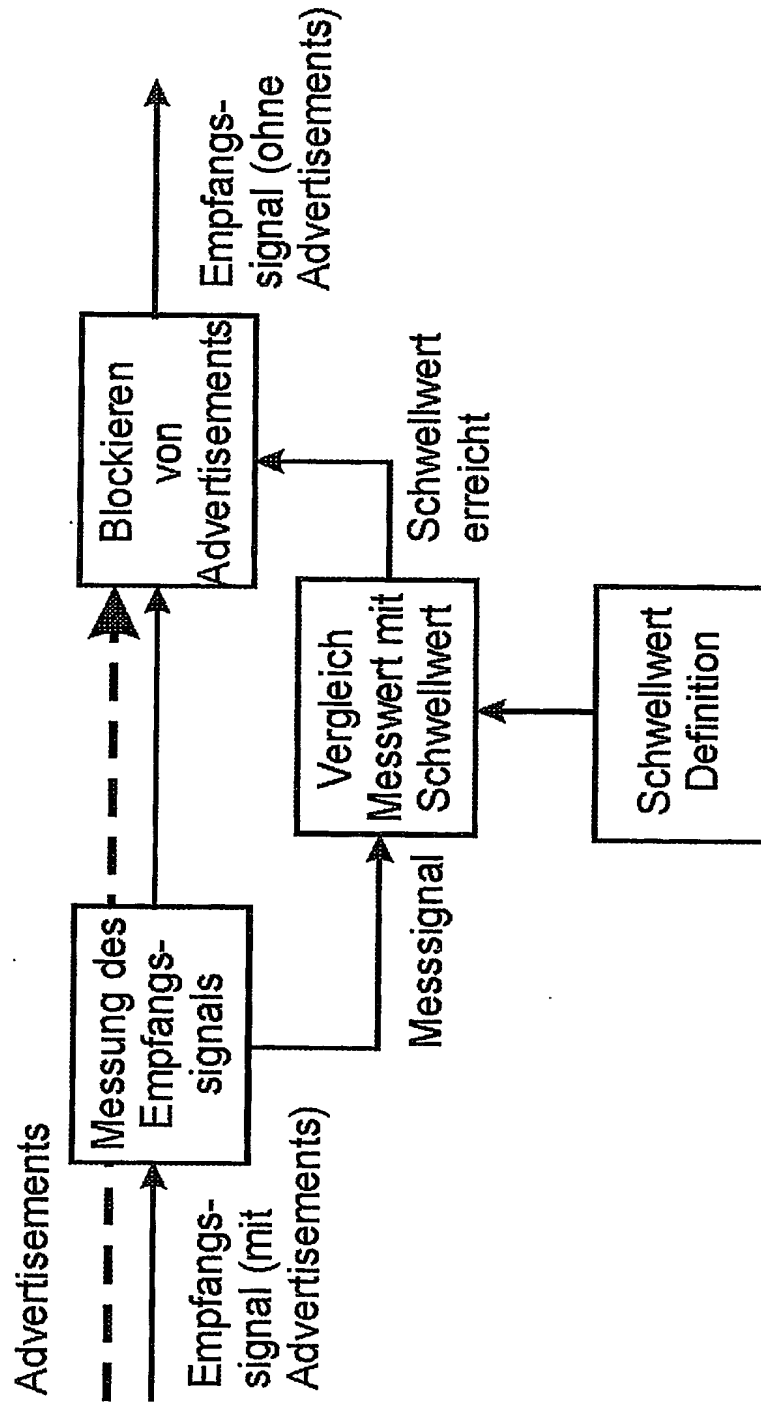 Advertisements
Empfangs-
signal (mit
Advertisements)
Messung des
Empfangs-
signals
Messsignal
Vergleich
Messwert mit
Schwellwert
Schwellwert
Definition
Schwellwert
erreicht
Blockieren
von
Advertisements
Empfangs-
signal (ohne
Advertisements)